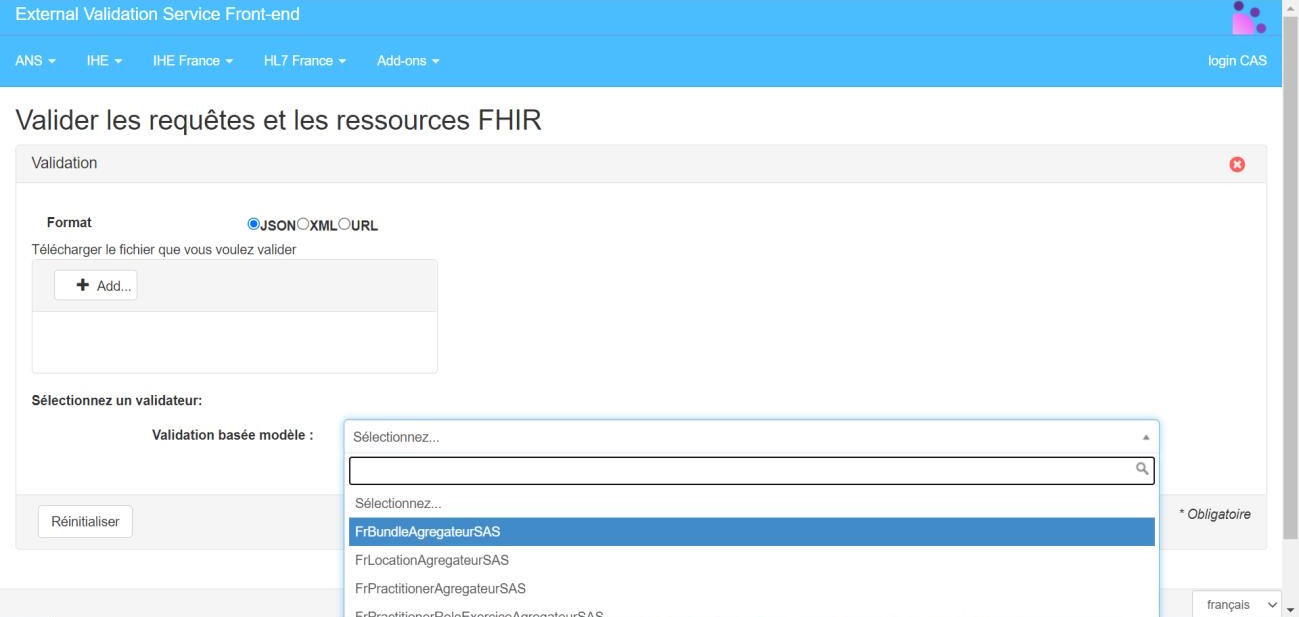 External Validation Service Front-end
ANS IHE IHE France HL7 France Add-ons login CAS
Valider les requêtes et les ressources FHIR
Validation
Format JSON XML URL
Télécharger le fichier que vous voulez valider
Add...
Sélectionnez un validateur:
Validation basée modèle : Sélectionnez...
Sélectionnez...
Réinitialiser
* Obligatoire
FrBundleAgregateurSAS
FrLocationAgregateurSAS
FrPractitionerAgregateurSAS
FrPractitionerRoleExerciceAgregateurSAS
français